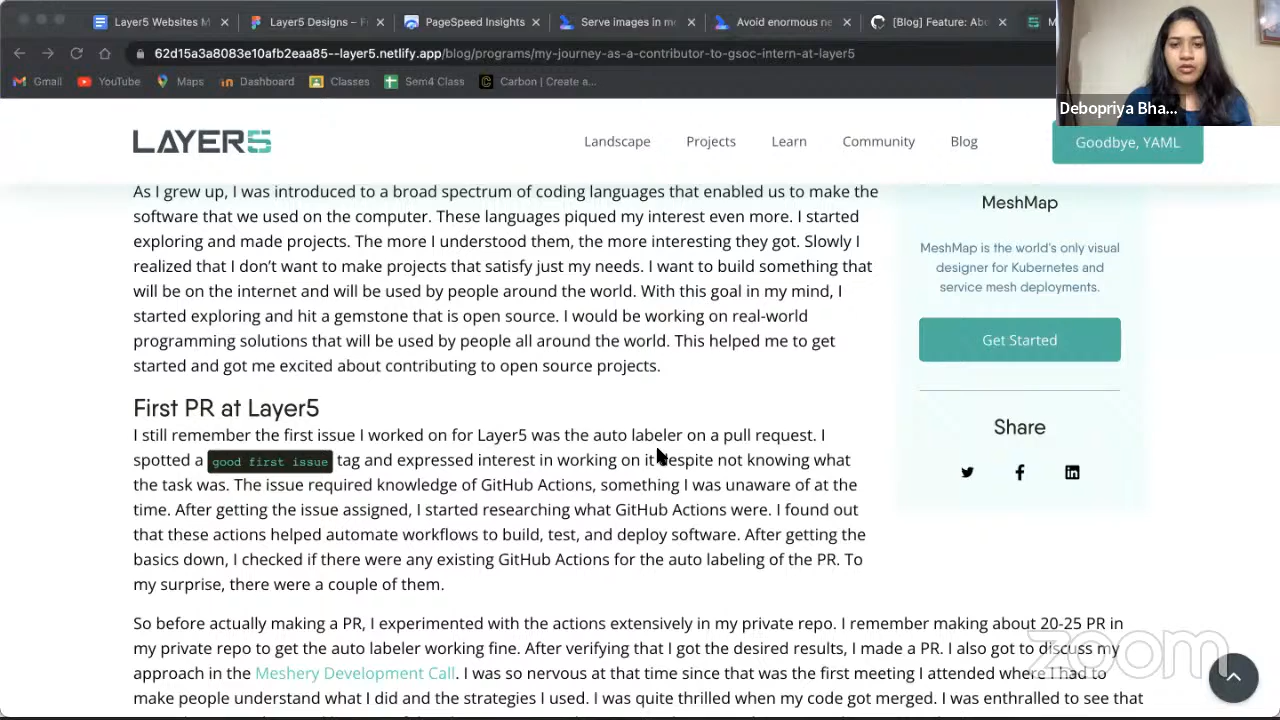 Layer5 Websites M
Layer5 Designs – F
PageSpeed Insights
Serve images in m
Avoid enormous ne
[Blog] Feature: Ab
M
62d15a3a8083e10afb2eaa85--layer5.netlify.app/blog/programs/my-journey-as-a-contributor-to-gsoc-intern-at-layer5
Gmail
YouTube
Maps
Dashboard
Classes
Sem4 Class
Carbon | Create a...
Debopriya Bha...
LAYER5
Landscape
Projects
Learn
Community
Blog
Goodbye, YAML
As I grew up, I was introduced to a broad spectrum of coding languages that enabled us to make the
software that we used on the computer. These languages piqued my interest even more. I started
exploring and made projects. The more I understood them, the more interesting they got. Slowly I
realized that I don’t want to make projects that satisfy just my needs. I want to build something that
will be on the internet and will be used by people around the world. With this goal in my mind, I
started exploring and hit a gemstone that is open source. I would be working on real-world
programming solutions that will be used by people all around the world. This helped me to get
started and got me excited about contributing to open source projects.
First PR at Layer5
I still remember the first issue I worked on for Layer5 was the auto labeler on a pull request. I
spotted a good first issue tag and expressed interest in working on it despite not knowing what
the task was. The issue required knowledge of GitHub Actions, something I was unaware of at the
time. After getting the issue assigned, I started researching what GitHub Actions were. I found out
that these actions helped automate workflows to build, test, and deploy software. After getting the
basics down, I checked if there were any existing GitHub Actions for the auto labeling of the PR. To
my surprise, there were a couple of them.
So before actually making a PR, I experimented with the actions extensively in my private repo. I remember making about 20-25 PR in
my private repo to get the auto labeler working fine. After verifying that I got the desired results, I made a PR. I also got to discuss my
approach in the Meshery Development Call. I was so nervous at that time since that was the first meeting I attended where I had to
make people understand what I did and the strategies I used. I was quite thrilled when my code got merged. I was enthralled to see that
MeshMap
MeshMap is the world's only visual
designer for Kubernetes and
service mesh deployments.
Get Started
Share
zoom